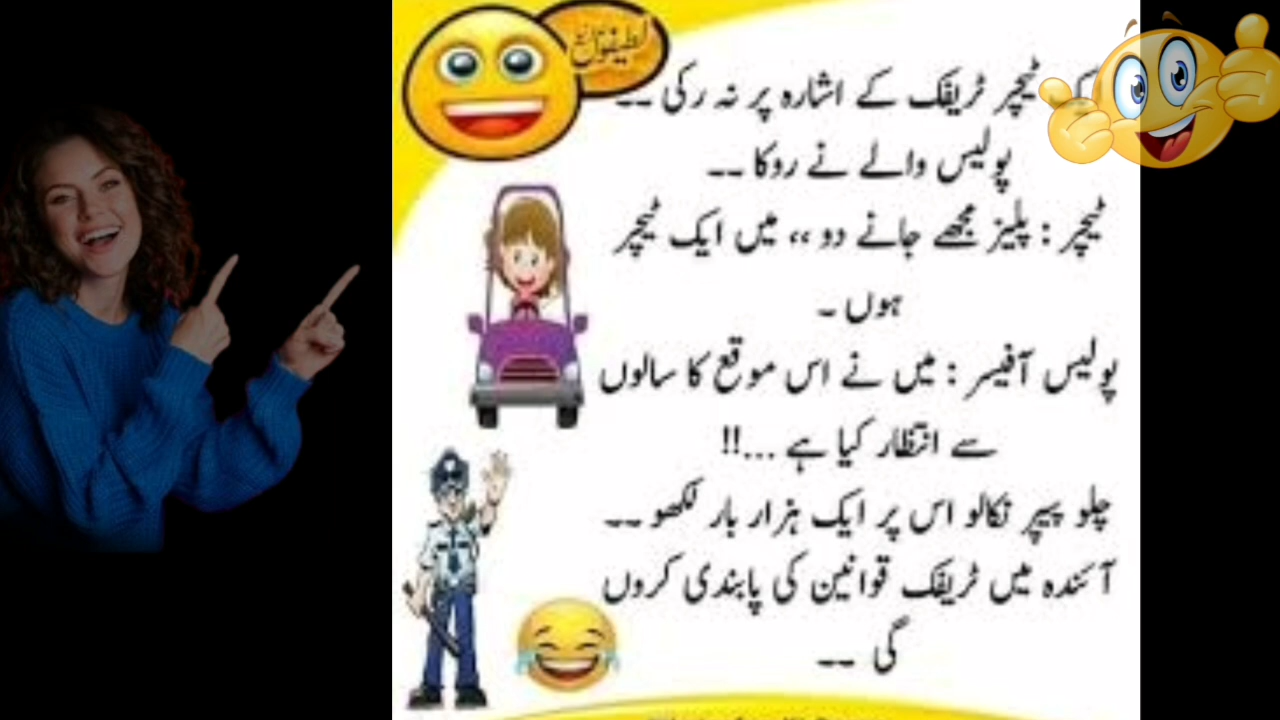 ٹیچر ٹریفک کے اشارہ پر نہ رکی ۔۔
پولیس والے نے روکا ۔۔
ٹیچر : پلیز مجھے جانے دو ،، میں ایک ٹیچر
ہوں ۔
پولیس آفیسر : میں نے اس موقع کا سالوں
سے انتظار کیا ہے ...!!
چلو پیپر نکالو اس پر ایک ہزار بار لکھو ۔۔
آئندہ میں ٹریفک قوانین کی پابندی کروں
گی ۔۔